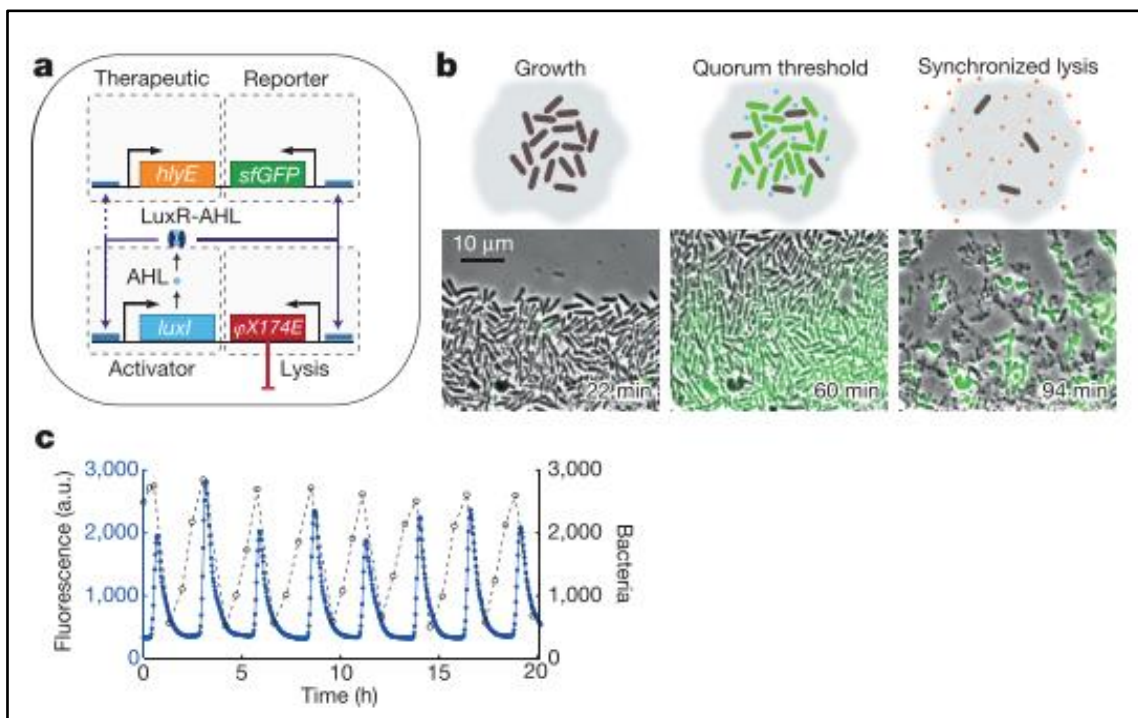 a
Therapeutic Reporter
hlyE sfGFP
LuxR-AHL
AHL
luxI φX174E
Activator Lysis
b
Growth Quorum threshold Synchronized lysis
10 μm
22 min 60 min 94 min
c
Fluorescence (a.u.)
3,000
2,000
1,000
0
0 5 10 15 20
Time (h)
3,000
2,000
1,000
0
Bacteria